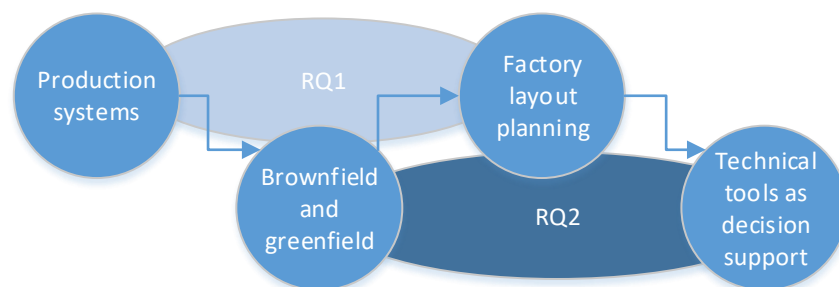 Production
systems
RQ1
Factory
layout
planning
Brownfield
and
greenfield
RQ2
Technical
tools as
decision
support